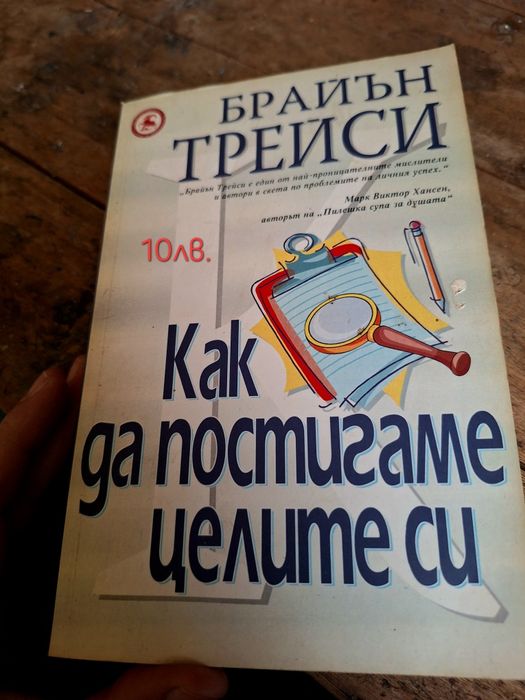 БРАЙЪН
ТРЕЙСИ
„Брайън Трейси е един от най-проницателните мислители
и автори в света по проблемите на личния успех."
Марк Виктор Хансен,
авторът на „Пилешка супа за душата"
10лв.
Как
да постигаме
целите си